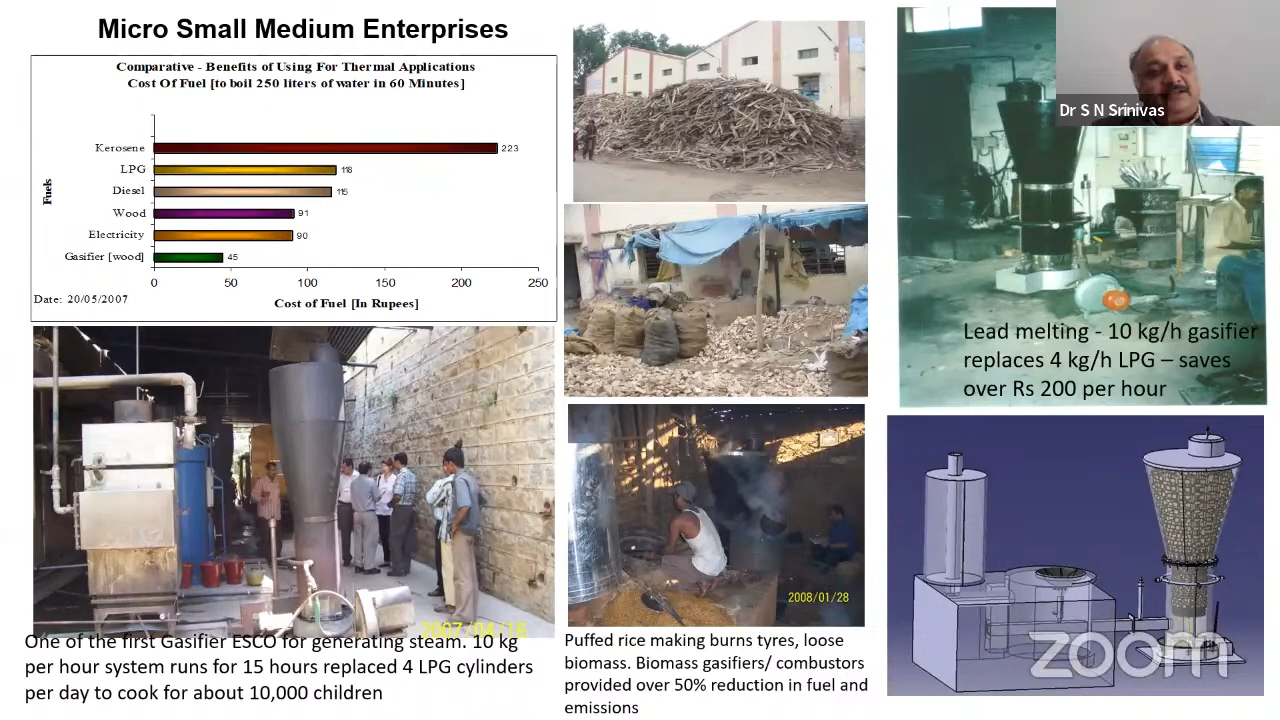 Micro Small Medium Enterprises
Comparative - Benefits of Using For Thermal Applications
Cost Of Fuel [to boil 250 liters of water in 60 Minutes]
Fuels
Kerosene 223
LPG 118
Diesel 115
Wood 91
Electricity 90
Gasifier [wood] 45
0 50 100 150 200 250
Date: 20/05/2007
Cost of Fuel [In Rupees]
2007/04/16
One of the first Gasifier ESCO for generating steam. 10 kg
per hour system runs for 15 hours replaced 4 LPG cylinders
per day to cook for about 10,000 children
2008/01/28
Puffed rice making burns tyres, loose
biomass. Biomass gasifiers/ combustors
provided over 50% reduction in fuel and
emissions
Dr S N Srinivas
Lead melting - 10 kg/h gasifier
replaces 4 kg/h LPG – saves
over Rs 200 per hour
zoom